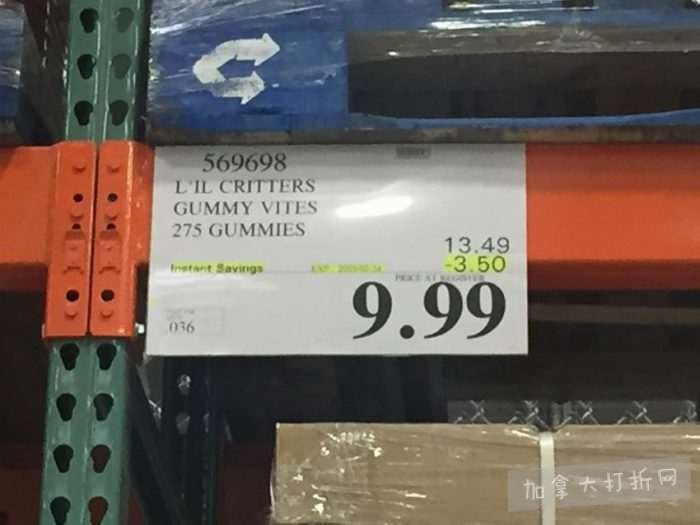 569698
L'IL CRITTERS
GUMMY VITES
275 GUMMIES
13.49
Instant Savings
-3.50
PRICE AT REGISTER
9.99
036
加拿大打折网